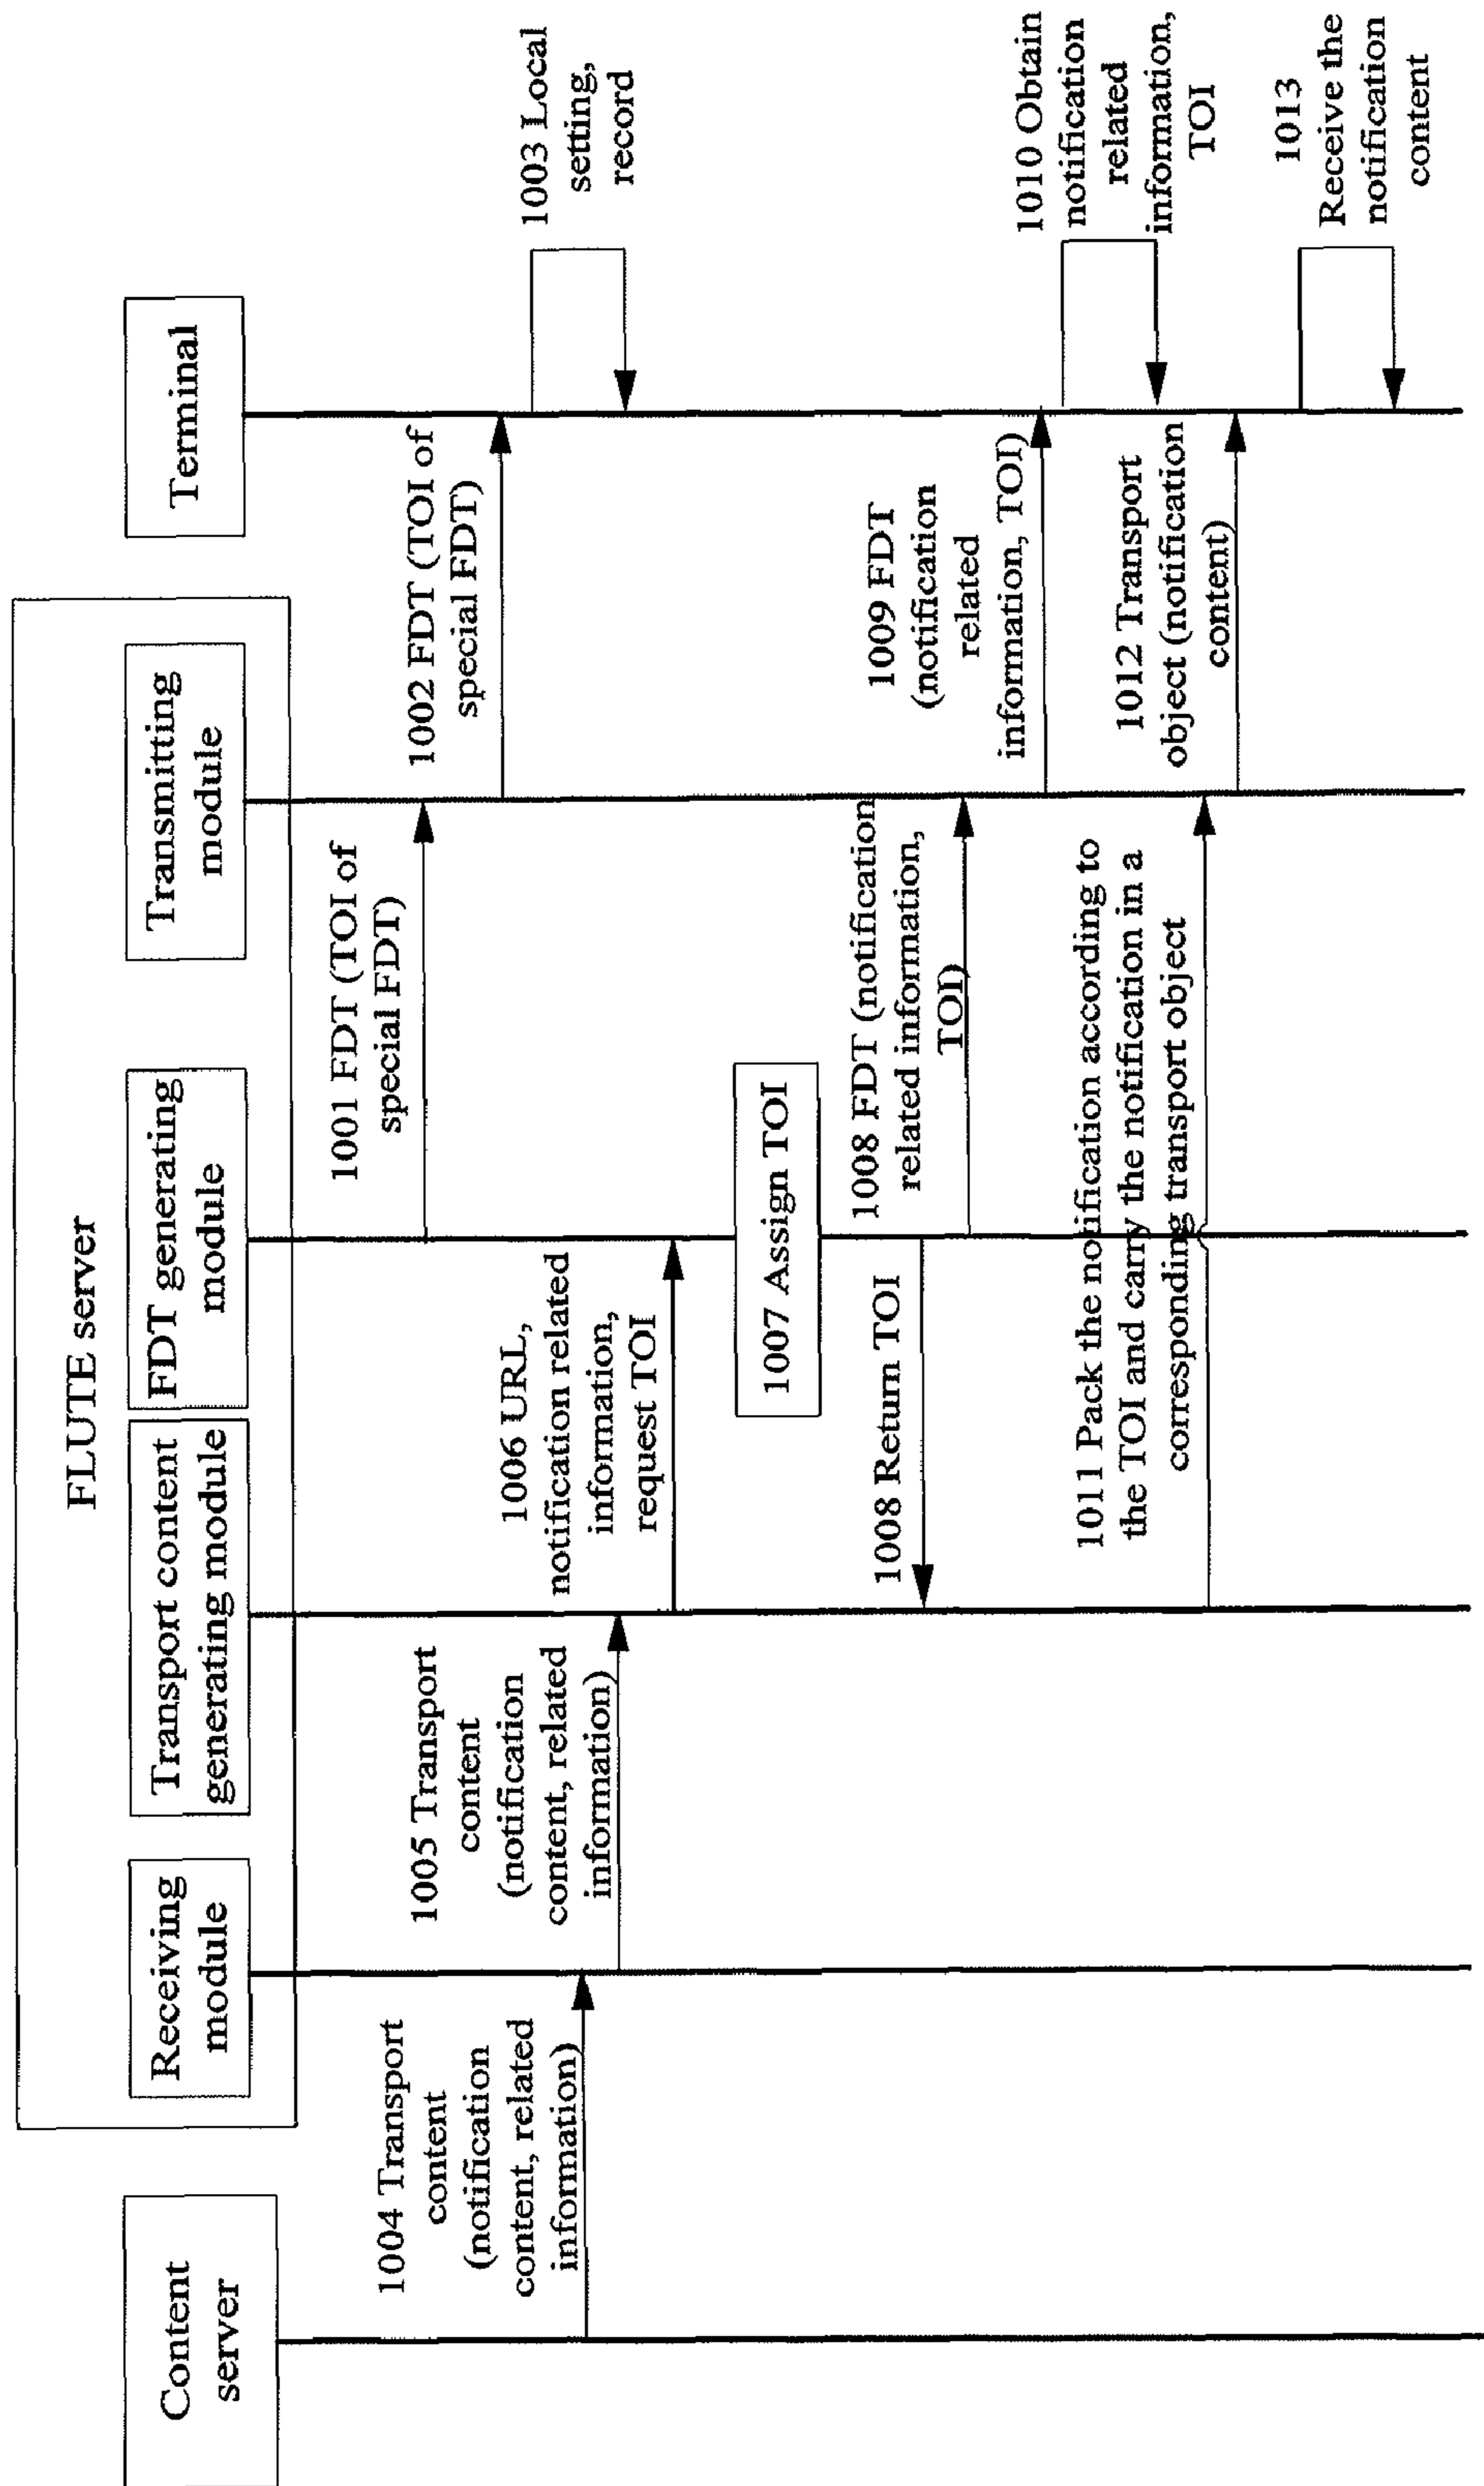 FLUTE server
Content
server
Receiving
module
Transport content
generating module
FDT generating
module
Transmitting
module
Terminal
1001 FDT (TOI of
special FDT)
1002 FDT (TOI of
special FDT)
1003 Local
setting,
record
1004 Transport
content
(notification
content, related
information)
1005 Transport
content
(notification
content, related
information)
1006 URL,
notification related
information,
request TOI
1007 Assign TOI
1008 Return TOI
1008 FDT (notification
related information,
TOI)
1009 FDT
(notification
related
information, TOI)
1010 Obtain
notification
related
information,
TOI
1011 Pack the notification according to
the TOI and carry the notification in a
corresponding transport object
1012 Transport
object (notification
content)
1013
Receive the
notification
content